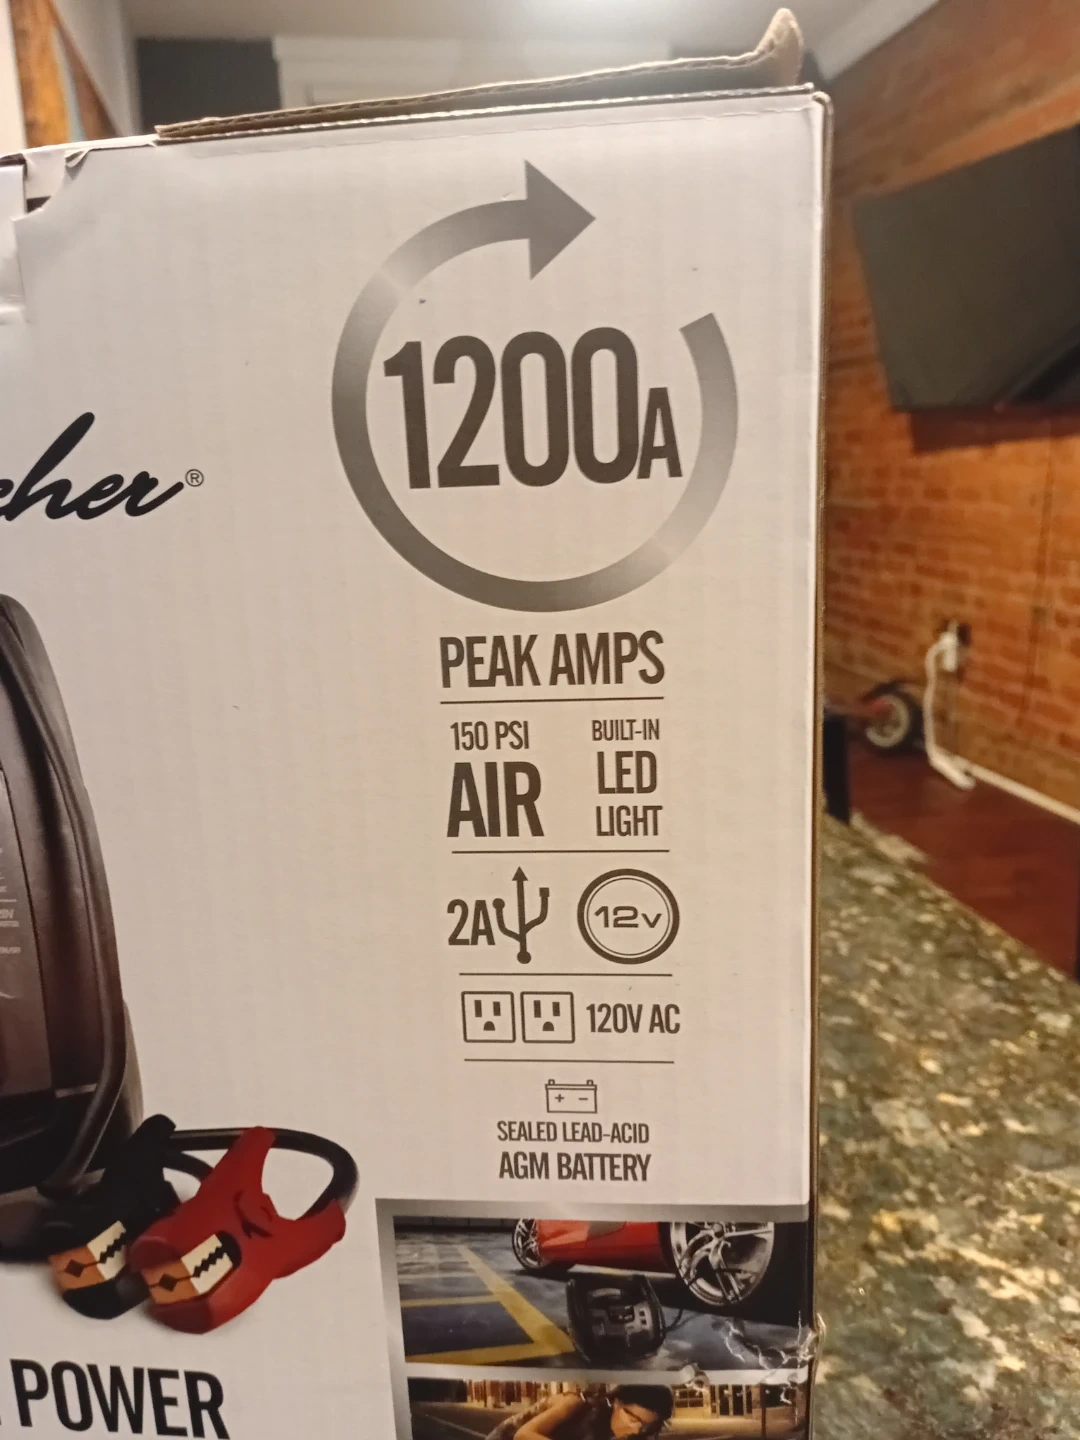 1200A
cher®
PEAK AMPS
150 PSI
AIR
BUILT-IN
LED
LIGHT
2A
12v
120V AC
+ -
SEALED LEAD-ACID
AGM BATTERY
POWER